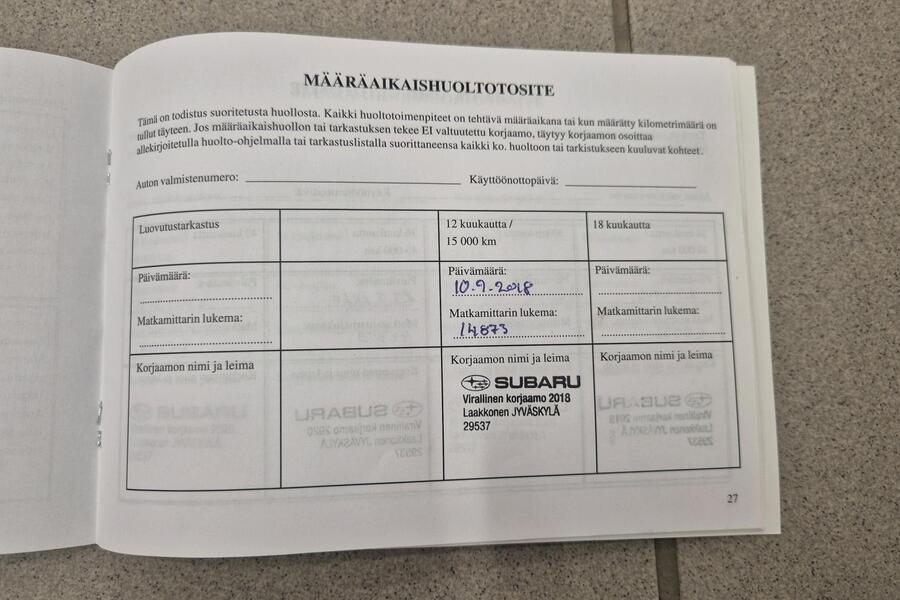 MÄÄRÄAIKAISHUOLTOTOSITE
Tämä on todistus suoritetusta huollosta. Kaikki huoltotoimenpiteet on tehtävä määräaikana tai kun määrätty kilometrimäärä on
tullut täyteen. Jos määräaikaishuollon tai tarkastuksen tekee EI valtuutettu korjaamo, täytyy korjaamon osoittaa
allekirjoitetulla huolto-ohjelmalla tai tarkastuslistalla suorittaneensa kaikki ko. huoltoon tai tarkistukseen kuuluvat kohteet.
Auton valmistenumero: Käyttöönottopäivä:
Luovutustarkastus
12 kuukautta /
15 000 km
18 kuukautta
Päivämäärä:
Päivämäärä:
10.9.2018
Päivämäärä:
Matkamittarin lukema:
Matkamittarin lukema:
14873
Matkamittarin lukema:
Korjaamon nimi ja leima
Korjaamon nimi ja leima
SUBARU
Virallinen korjaamo 2018
Laakkonen JYVÄSKYLÄ
29537
Korjaamon nimi ja leima
27